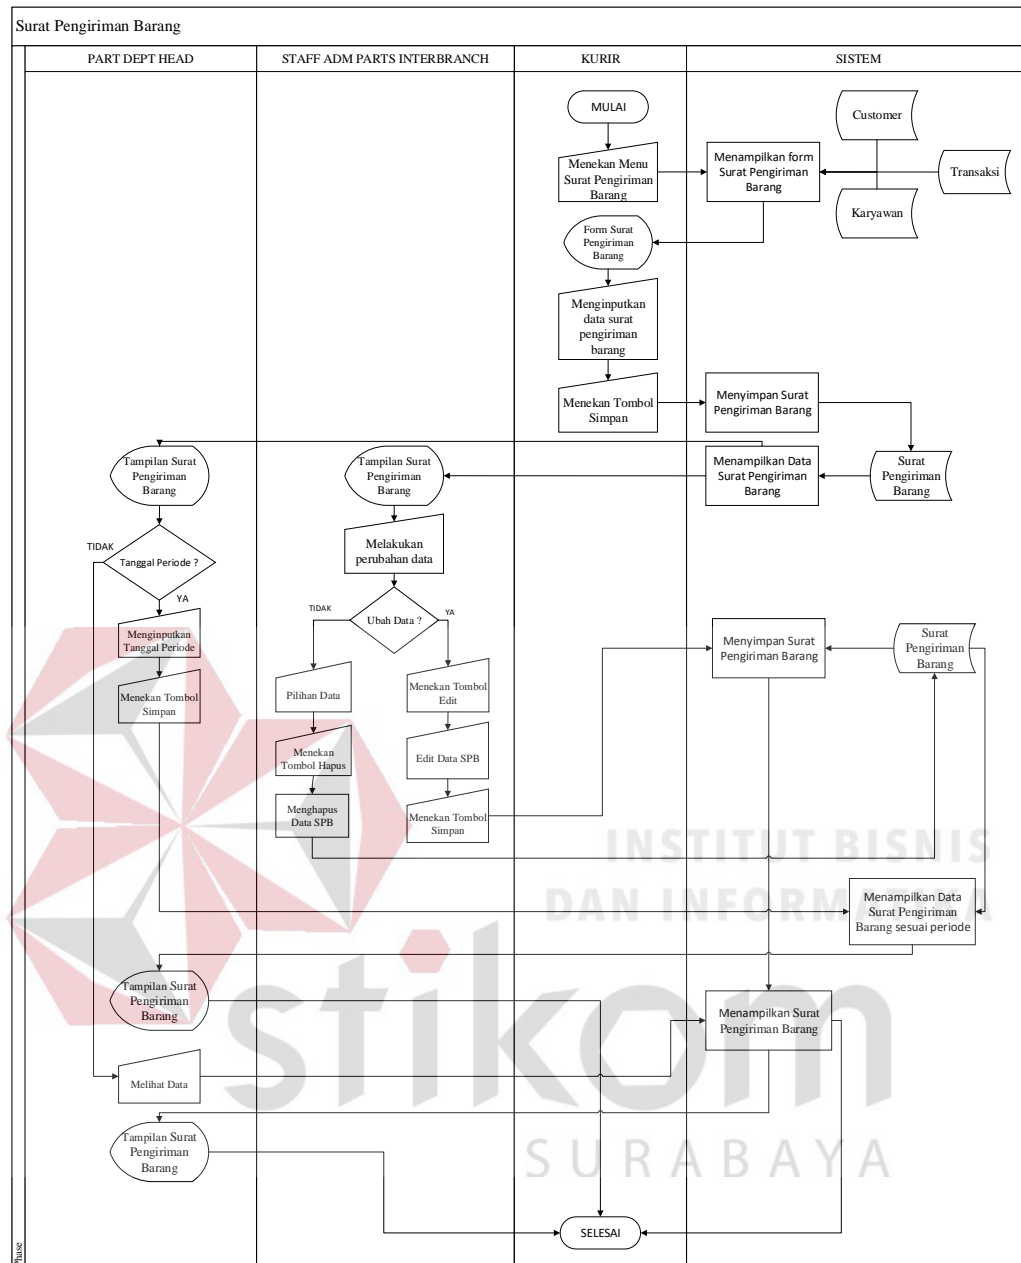 Surat Pengiriman Barang
PART DEPT HEAD
STAFF ADM PARTS INTERBRANCH
KURIR
SISTEM
MULAI
Customer
Menekan Menu
Surat Pengiriman
Barang
Menampilkan form
Surat Pengiriman
Barang
Transaksi
Karyawan
Form Surat
Pengiriman
Barang
Menginputkan
data surat
pengiriman
barang
Menekan Tombol
Simpan
Menyimpan Surat
Pengiriman Barang
Tampilan Surat
Pengiriman
Barang
Tampilan Surat
Pengiriman
Barang
Menampilkan Data
Surat Pengiriman
Barang
Surat
Pengiriman
Barang
TIDAK
Tanggal Periode ?
YA
Melakukan
perubahan data
TIDAK
Ubah Data ?
YA
Menginputkan
Tanggal Periode
Menekan Tombol
Simpan
Pilihan Data
Menekan Tombol
Edit
Menyimpan Surat
Pengiriman Barang
Surat
Pengiriman
Barang
Menekan
Tombol Hapus
Edit Data SPB
Menghapus
Data SPB
Menekan Tombol
Simpan
INSTITUT BISNIS
DAN INFORMATIKA
Menampilkan Data
Surat Pengiriman
Barang sesuai periode
Tampilan Surat
Pengiriman
Barang
stikom
Menampilkan Surat
Pengiriman Barang
Melihat Data
Tampilan Surat
Pengiriman
Barang
SURABAYA
SELESAI
Phase